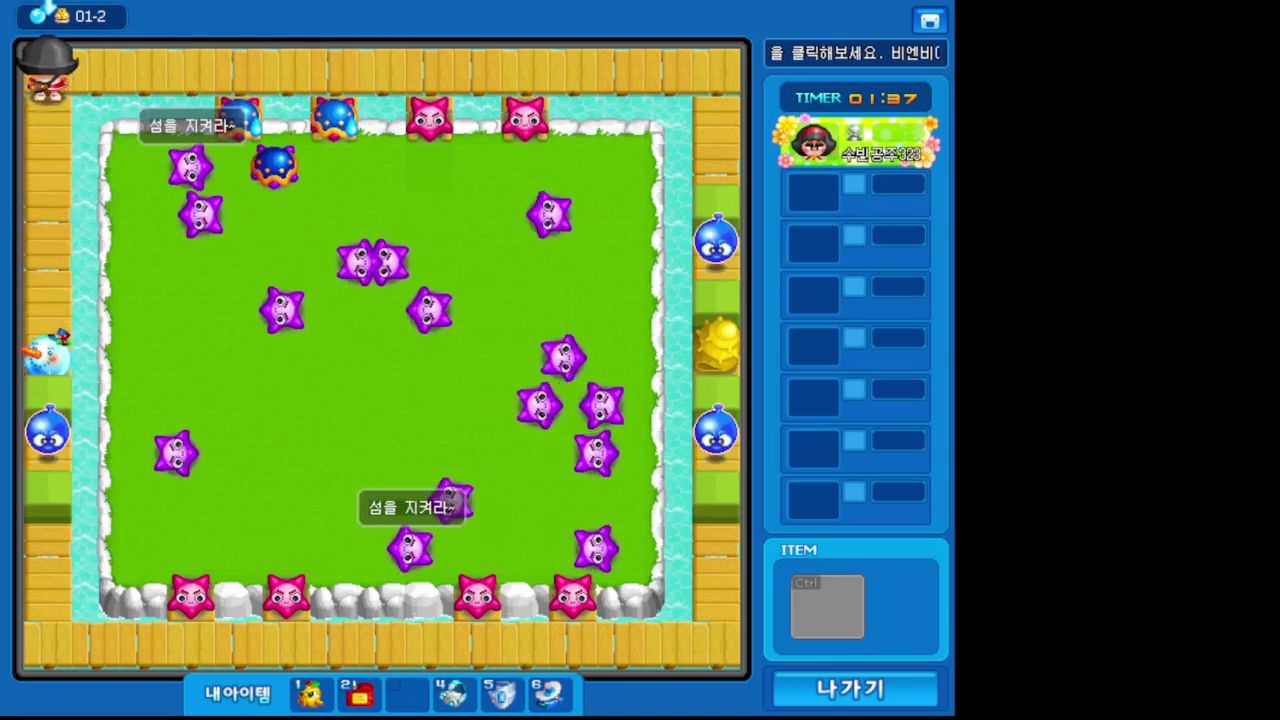 01-2
을 클릭해보세요. 비엔비(
TIMER 01:37
수빈공주323
섬을 지켜라~
섬을 지켜라~
ITEM
Ctrl
나가기
내아이템
1
2
4
5
6